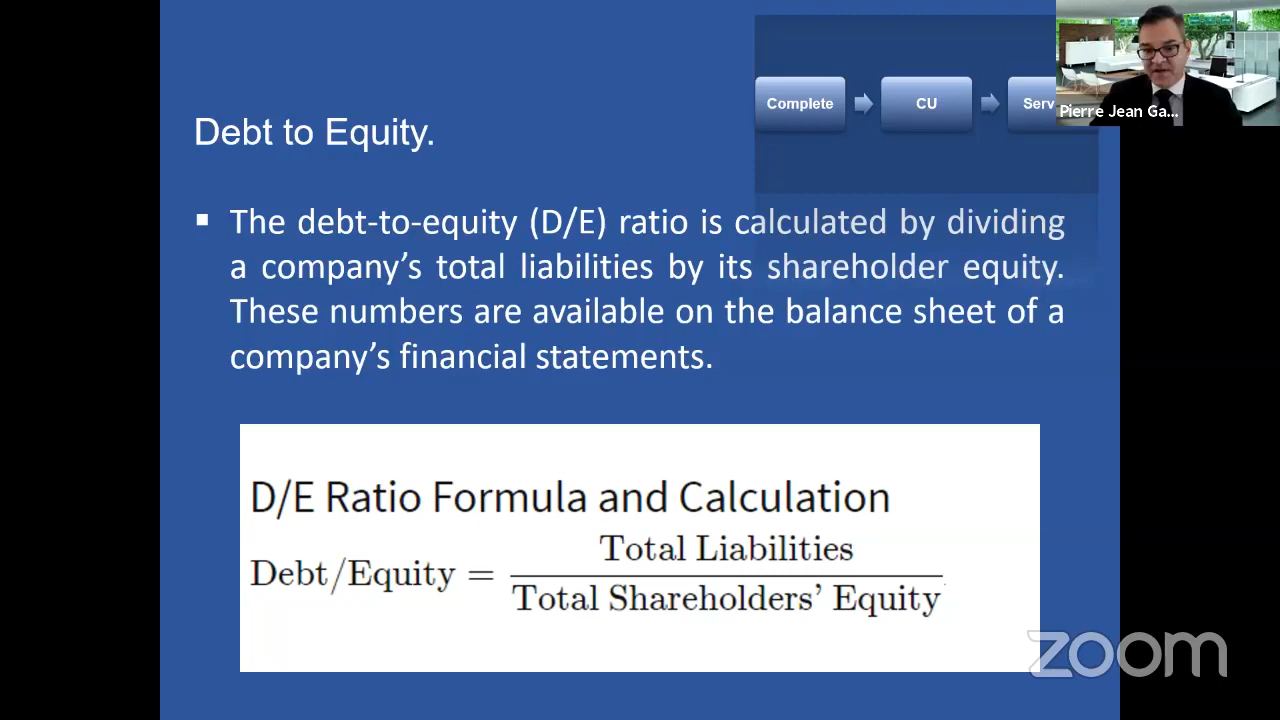 Complete
CU
Serv
Pierre Jean Ga...
Debt to Equity.
▪ The debt-to-equity (D/E) ratio is calculated by dividing
a company’s total liabilities by its shareholder equity.
These numbers are available on the balance sheet of a
company’s financial statements.
D/E Ratio Formula and Calculation
Debt/Equity =
Total Liabilities
Total Shareholders’ Equity
zoom